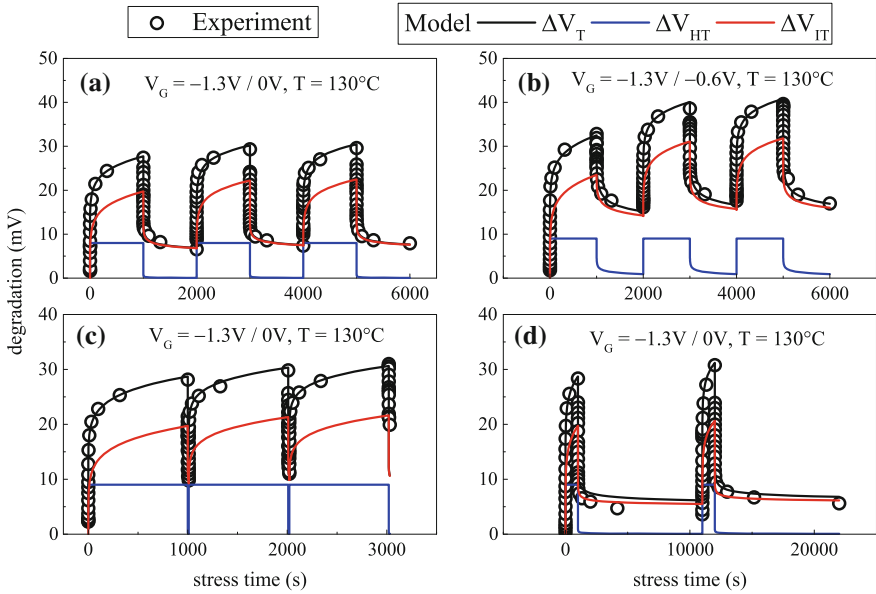 Experiment
Model ΔV_T ΔV_HT ΔV_IT
(a) V_G = −1.3V / 0V, T = 130°C
50
40
30
20
10
0
0 2000 4000 6000
(b) V_G = −1.3V / −0.6V, T = 130°C
50
40
30
20
10
0
0 2000 4000 6000
degradation (mV)
(c) V_G = −1.3V / 0V, T = 130°C
40
30
20
10
0
0 1000 2000 3000
stress time (s)
(d) V_G = −1.3V / 0V, T = 130°C
40
30
20
10
0
0 10000 20000
stress time (s)